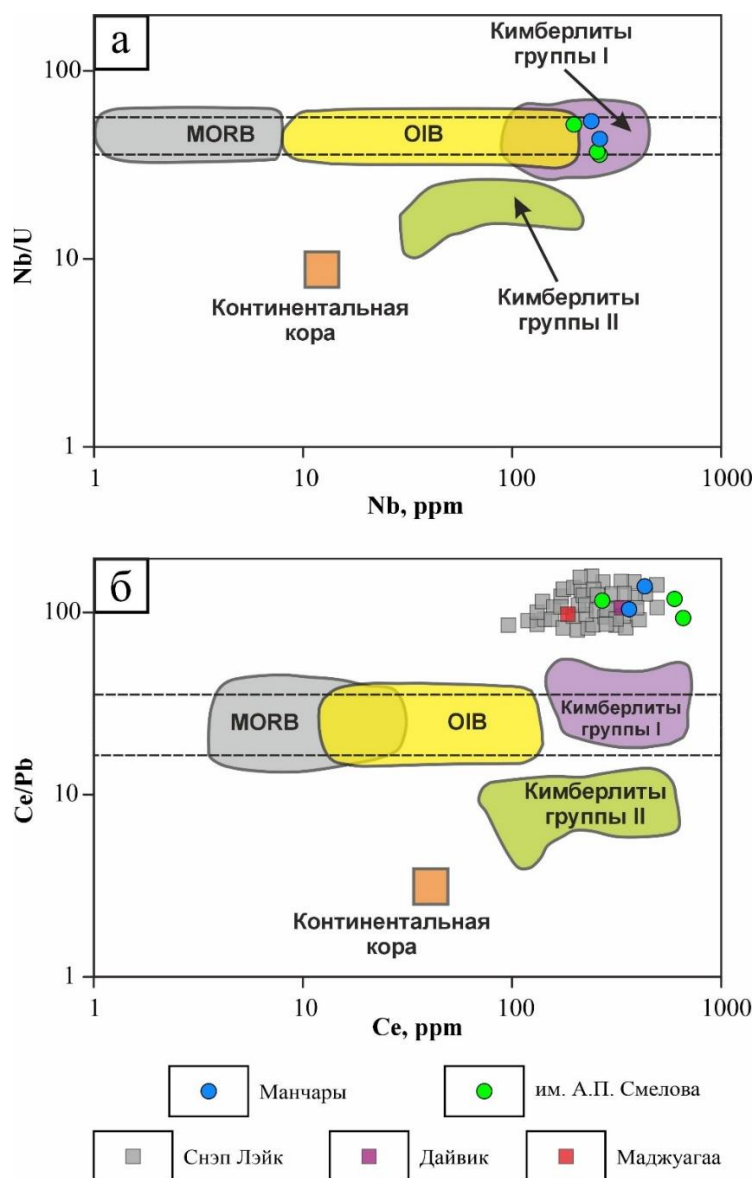 а
Кимберлиты
группы I
100
MORB
OIB
Nb/U
10
Континентальная
кора
Кимберлиты
группы II
1
1
10
100
1000
Nb, ppm
б
100
MORB
OIB
Кимберлиты
группы I
Ce/Pb
10
Кимберлиты
группы II
Континентальная
кора
1
1
10
100
1000
Ce, ppm
Манчары
им. А.П. Смелова
Снэп Лэйк
Дайвик
Маджуагаа